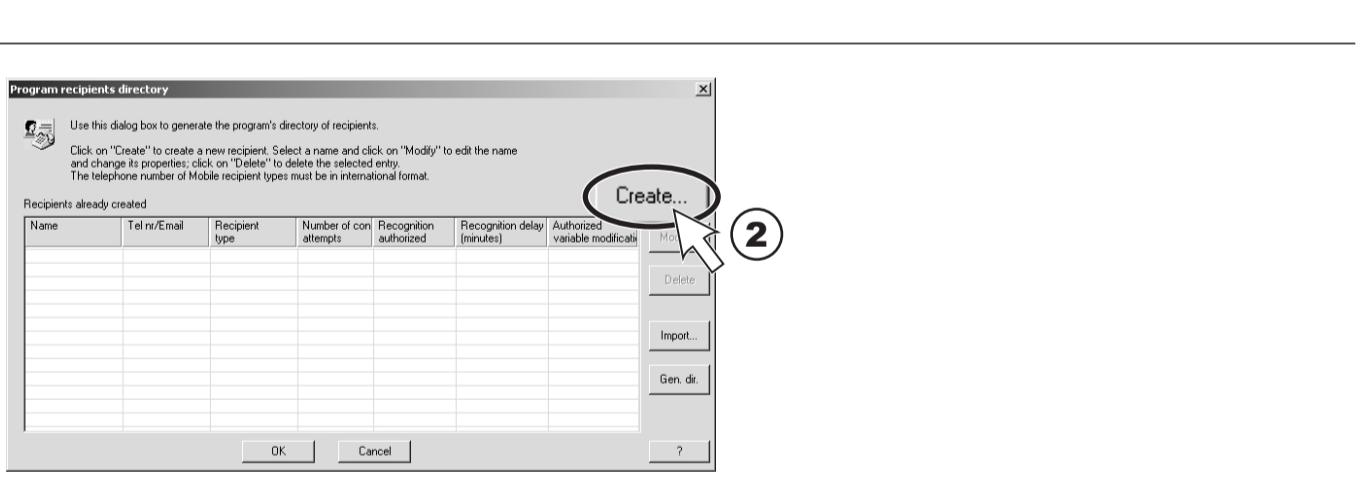 Program recipients directory
Use this dialog box to generate the program's directory of recipients.
Click on "Create" to create a new recipient. Select a name and click on "Modify" to edit the name
and change its properties; click on "Delete" to delete the selected entry.
The telephone number of Mobile recipient types must be in international format.
Create...
Recipients already created
Name
Tel nr/Email
Recipient
type
Number of con
attempts
Recognition
authorized
Recognition delay
(minutes)
Authorized
variable modificati
2
Delete
Import...
Gen. dir.
OK
Cancel
?